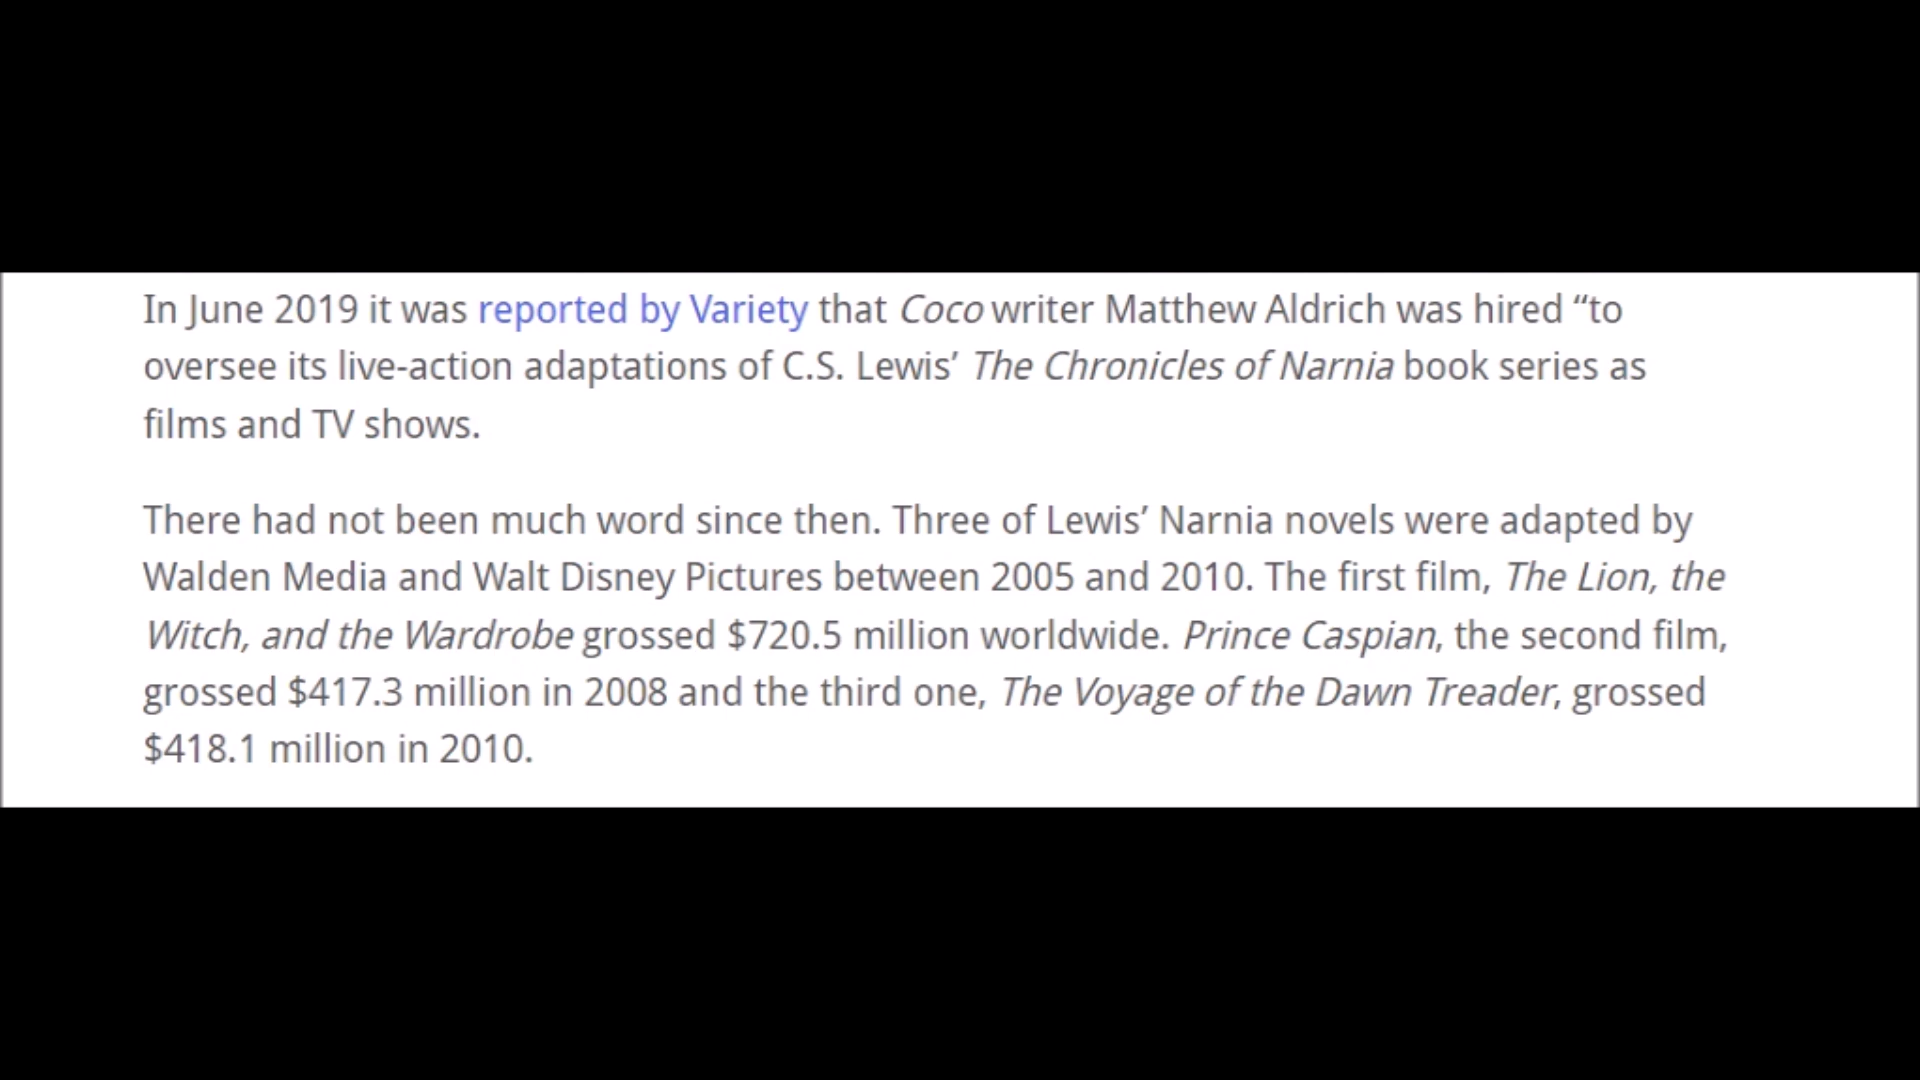 In June 2019 it was reported by Variety that Coco writer Matthew Aldrich was hired “to
oversee its live-action adaptations of C.S. Lewis’ The Chronicles of Narnia book series as
films and TV shows.
There had not been much word since then. Three of Lewis’ Narnia novels were adapted by
Walden Media and Walt Disney Pictures between 2005 and 2010. The first film, The Lion, the
Witch, and the Wardrobe grossed $720.5 million worldwide. Prince Caspian, the second film,
grossed $417.3 million in 2008 and the third one, The Voyage of the Dawn Treader, grossed
$418.1 million in 2010.